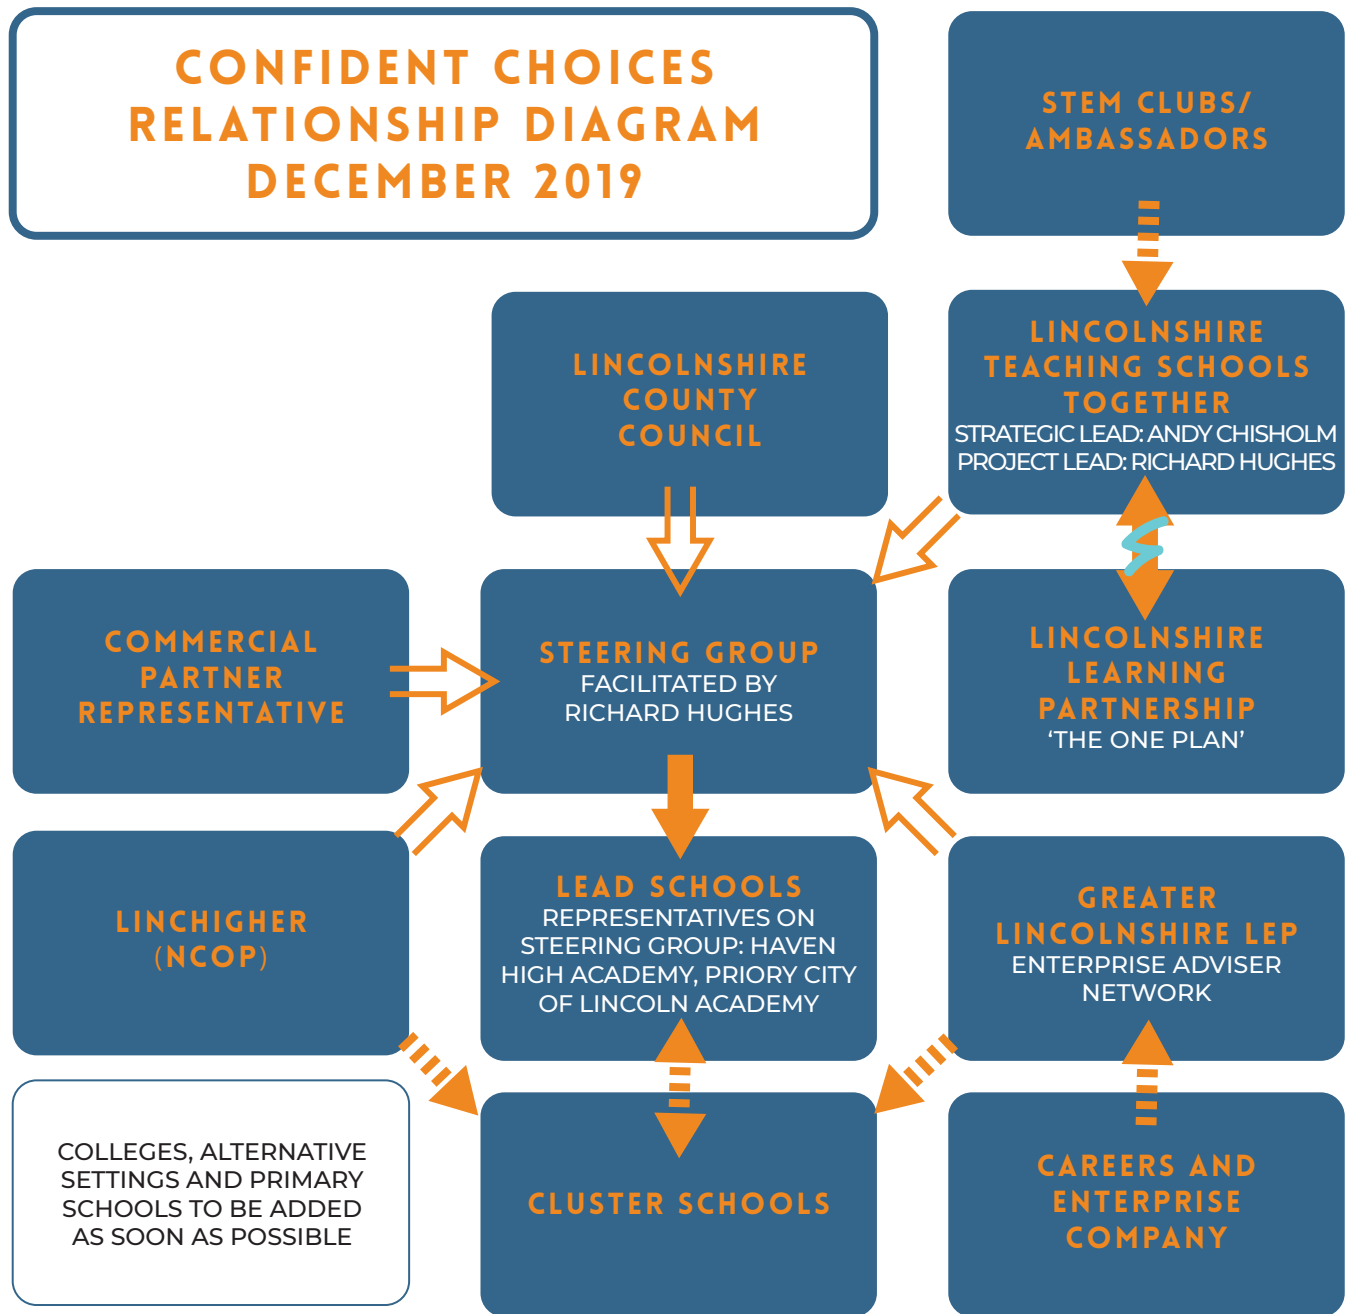 CONFIDENT CHOICES
RELATIONSHIP DIAGRAM
DECEMBER 2019
STEM CLUBS/
AMBASSADORS
LINCOLNSHIRE
COUNTY
COUNCIL
LINCOLNSHIRE
TEACHING SCHOOLS
TOGETHER
STRATEGIC LEAD: ANDY CHISHOLM
PROJECT LEAD: RICHARD HUGHES
COMMERCIAL
PARTNER
REPRESENTATIVE
STEERING GROUP
FACILITATED BY
RICHARD HUGHES
LINCOLNSHIRE
LEARNING
PARTNERSHIP
‘THE ONE PLAN’
LINCHIGHER
(NCOP)
LEAD SCHOOLS
REPRESENTATIVES ON
STEERING GROUP: HAVEN
HIGH ACADEMY, PRIORY CITY
OF LINCOLN ACADEMY
GREATER
LINCOLNSHIRE LEP
ENTERPRISE ADVISER
NETWORK
COLLEGES, ALTERNATIVE
SETTINGS AND PRIMARY
SCHOOLS TO BE ADDED
AS SOON AS POSSIBLE
CLUSTER SCHOOLS
CAREERS AND
ENTERPRISE
COMPANY